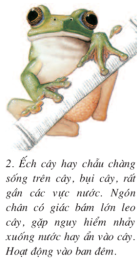 2. Ếch cây hay chẫu chàng
sống trên cây, bụi cây, rất
gần các vực nước. Ngón
chân có giác bám lớn leo
cây, gặp nguy hiểm nhảy
xuống nước hay ẩn vào cây.
Hoạt động vào ban đêm.